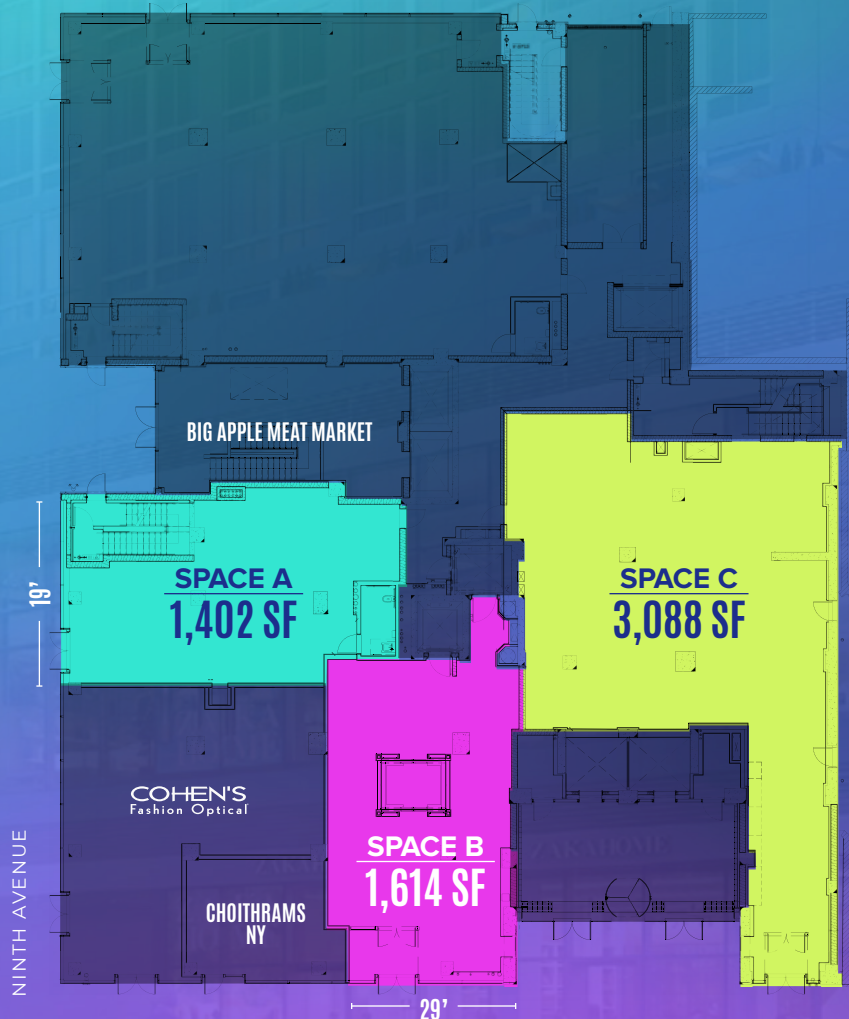 BIG APPLE MEAT MARKET
19’
SPACE A
1,402 SF
SPACE C
3,088 SF
COHEN'S
Fashion Optical
SPACE B
1,614 SF
CHOITHRAMS
NY
NINTH AVENUE
29’